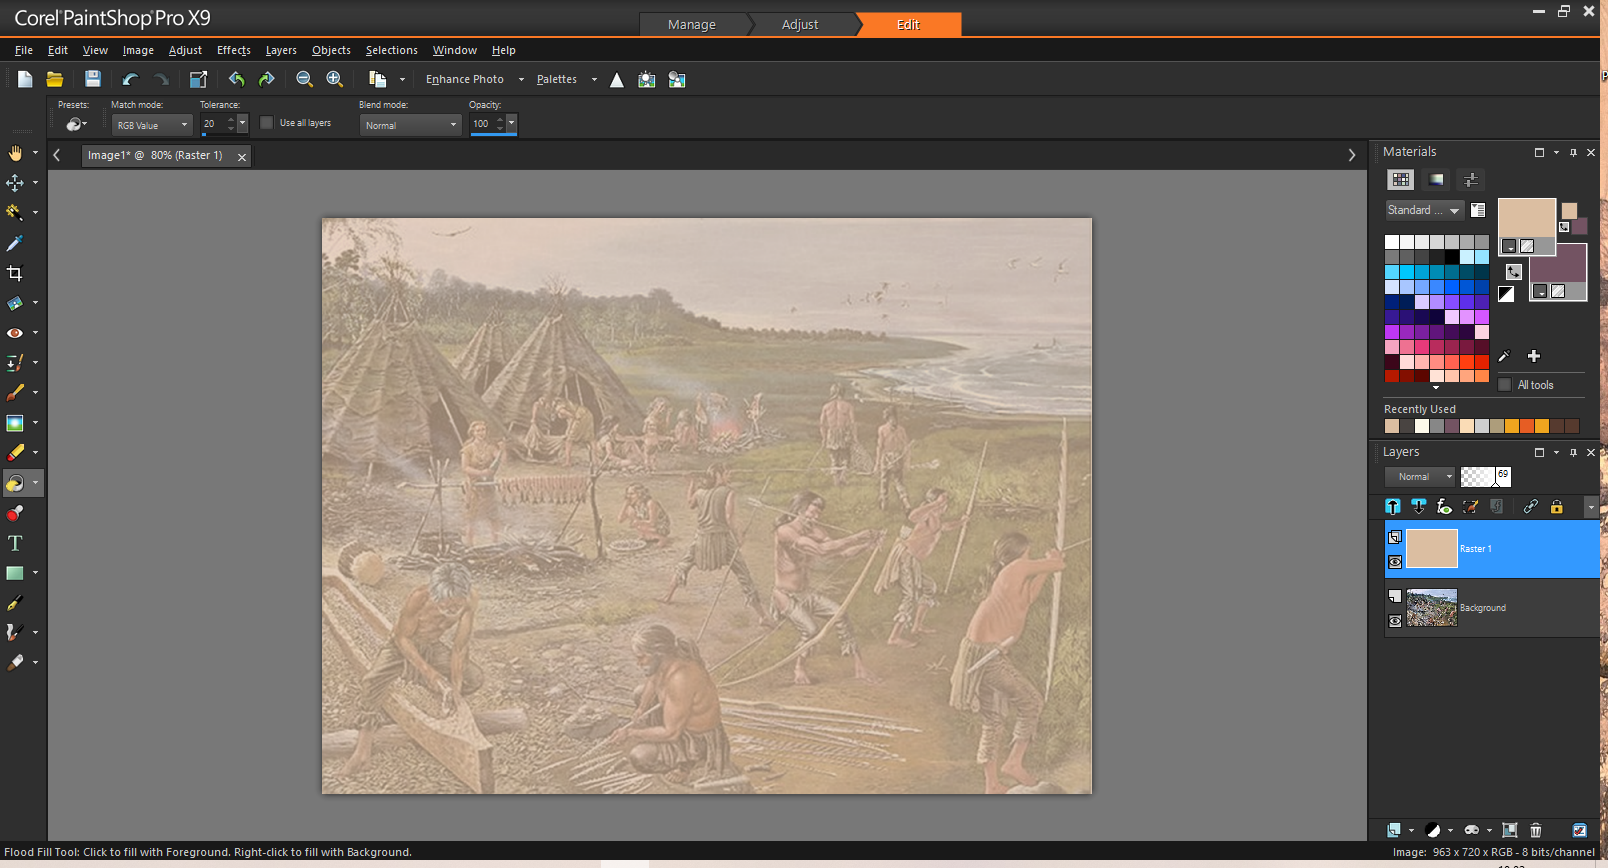 Corel PaintShop Pro X9
Manage
Adjust
Edit
File Edit View Image Adjust Effects Layers Objects Selections Window Help
Enhance Photo
Palettes
Presets:
Match mode:
Tolerance:
Blend mode:
Opacity:
RGB Value
20
Use all layers
Normal
100
Image1* @ 80% (Raster 1)
Materials
Standard ...
All tools
Recently Used
Layers
Normal
69
Raster 1
Background
Flood Fill Tool: Click to fill with Foreground. Right-click to fill with Background.
Image: 963 x 720 x RGB - 8 bits/channel